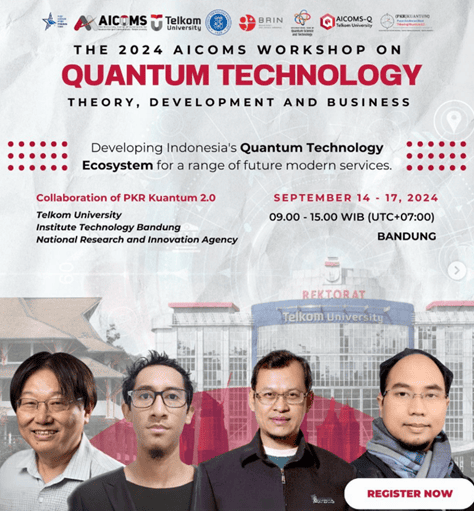 AICOMS
Telkom
University
BRIN
AICOMS-Q
Telkom University
THE 2024 AICOMS WORKSHOP ON
QUANTUM TECHNOLOGY
THEORY, DEVELOPMENT AND BUSINESS
Developing Indonesia's Quantum Technology
Ecosystem for a range of future modern services.
Collaboration of PKR Kuantum 2.0
Telkom University
Institute Technology Bandung
National Research and Innovation Agency
SEPTEMBER 14 - 17, 2024
09.00 - 15.00 WIB (UTC+07:00)
BANDUNG
REKTORAT
Telkom University
REGISTER NOW